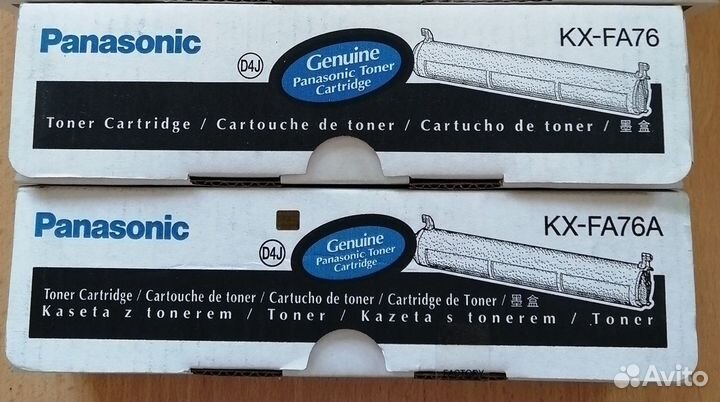 Panasonic
D4J
Genuine
Panasonic Toner
Cartridge
KX-FA76
Toner Cartridge / Cartouche de toner / Cartucho de toner / 墨盒
Panasonic
D4J
Genuine
Panasonic Toner
Cartridge
KX-FA76A
Toner Cartridge / Cartouche de toner / Cartucho de toner / Cartridge de Toner / 墨盒
Kaseta z tonerem / Toner / Kazeta s tonerem / Toner
FACTORY
Avito